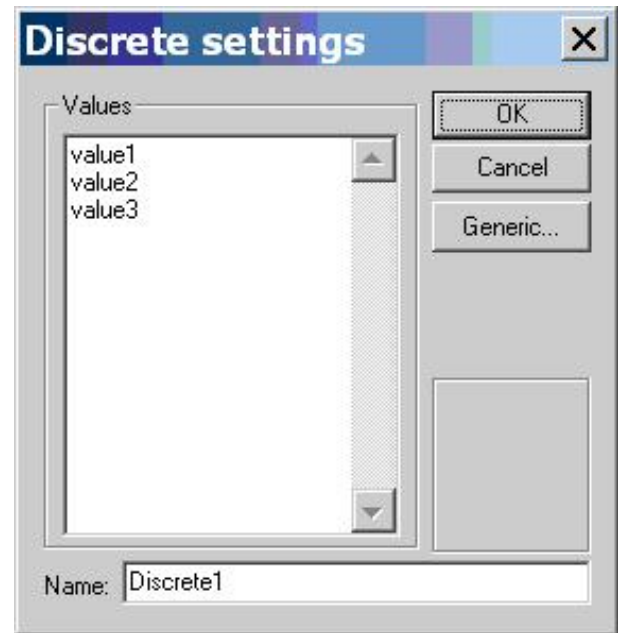 Discrete settings
Values
value1
value2
value3
OK
Cancel
Generic...
Name: Discrete1